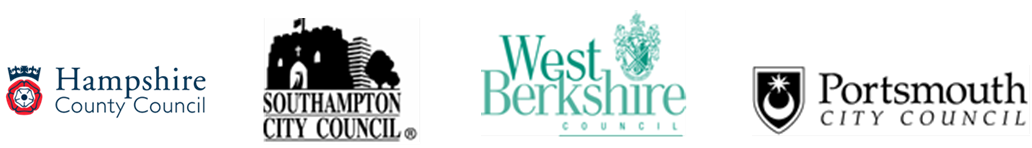 Hampshire
County Council
SOUTHAMPTON
CITY COUNCIL®
West
Berkshire
COUNCIL
Portsmouth
CITY COUNCIL